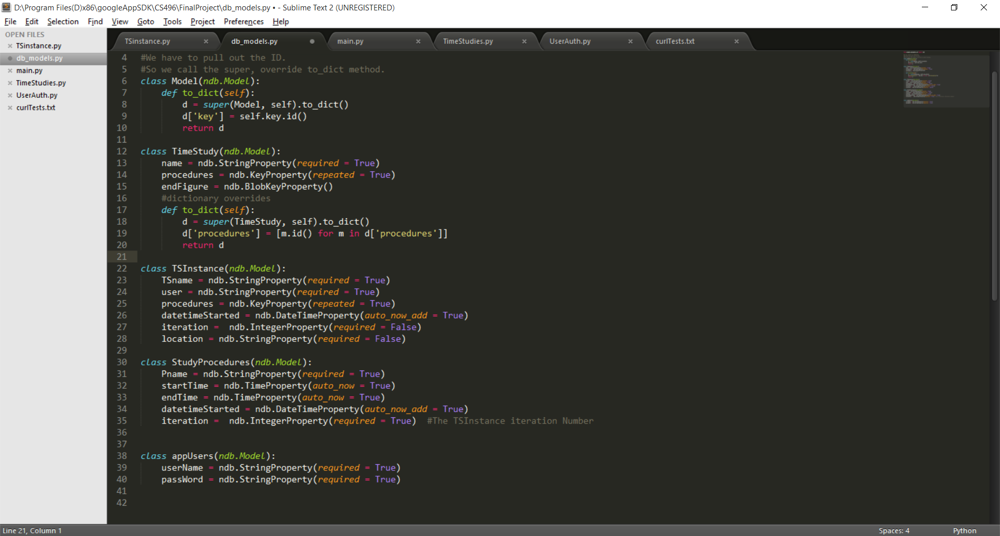 D:\Program Files(D)x86\googleAppSDK\CS496\FinalProject\db_models.py • - Sublime Text 2 (UNREGISTERED)
File Edit Selection Find View Goto Tools Project Preferences Help
OPEN FILES
TSinstance.py
db_models.py
main.py
TimeStudies.py
UserAuth.py
curlTests.txt
TSinstance.py db_models.py main.py TimeStudies.py UserAuth.py curlTests.txt
4 #We have to pull out the ID.
5 #So we call the super, override to_dict method.
6 class Model(ndb.Model):
7     def to_dict(self):
8         d = super(Model, self).to_dict()
9         d['key'] = self.key.id()
10         return d
11
12 class TimeStudy(ndb.Model):
13     name = ndb.StringProperty(required = True)
14     procedures = ndb.KeyProperty(repeated = True)
15     endFigure = ndb.BlobKeyProperty()
16     #dictionary overrides
17     def to_dict(self):
18         d = super(TimeStudy, self).to_dict()
19         d['procedures'] = [m.id() for m in d['procedures']]
20         return d
21
22 class TSInstance(ndb.Model):
23     TSname = ndb.StringProperty(required = True)
24     user = ndb.StringProperty(required = True)
25     procedures = ndb.KeyProperty(repeated = True)
26     datetimeStarted = ndb.DateTimeProperty(auto_now_add = True)
27     iteration =  ndb.IntegerProperty(required = False)
28     location = ndb.StringProperty(required = False)
29
30 class StudyProcedures(ndb.Model):
31     Pname = ndb.StringProperty(required = True)
32     startTime = ndb.TimeProperty(auto_now = True)
33     endTime = ndb.TimeProperty(auto_now = True)
34     datetimeStarted = ndb.DateTimeProperty(auto_now_add = True)
35     iteration =  ndb.IntegerProperty(required = True)  #The TSInstance iteration Number
36
37
38 class appUsers(ndb.Model):
39     userName = ndb.StringProperty(required = True)
40     passWord = ndb.StringProperty(required = True)
41
42
Line 21, Column 1 Spaces: 4 Python